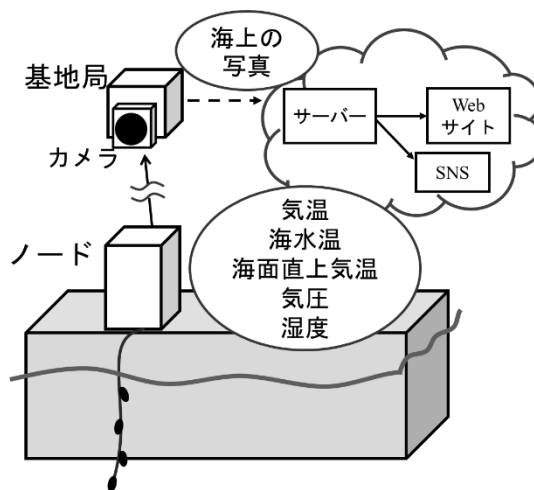 海上の
写真
基地局
カメラ
サーバー
Web
サイト
SNS
ノード
気温
海水温
海面直上気温
気圧
湿度